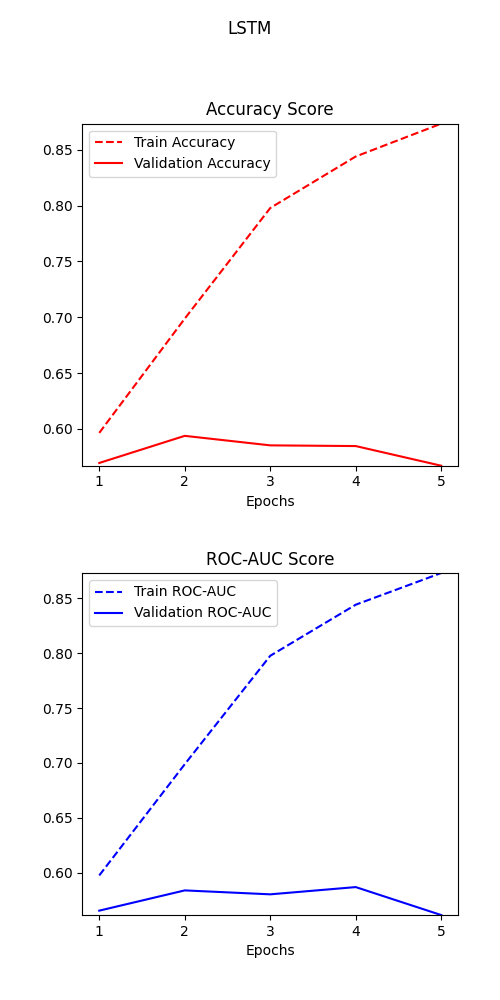 LSTM
Accuracy Score
Train Accuracy
Validation Accuracy
0.85
0.80
0.75
0.70
0.65
0.60
1 2 3 4 5
Epochs
ROC-AUC Score
Train ROC-AUC
Validation ROC-AUC
0.85
0.80
0.75
0.70
0.65
0.60
1 2 3 4 5
Epochs